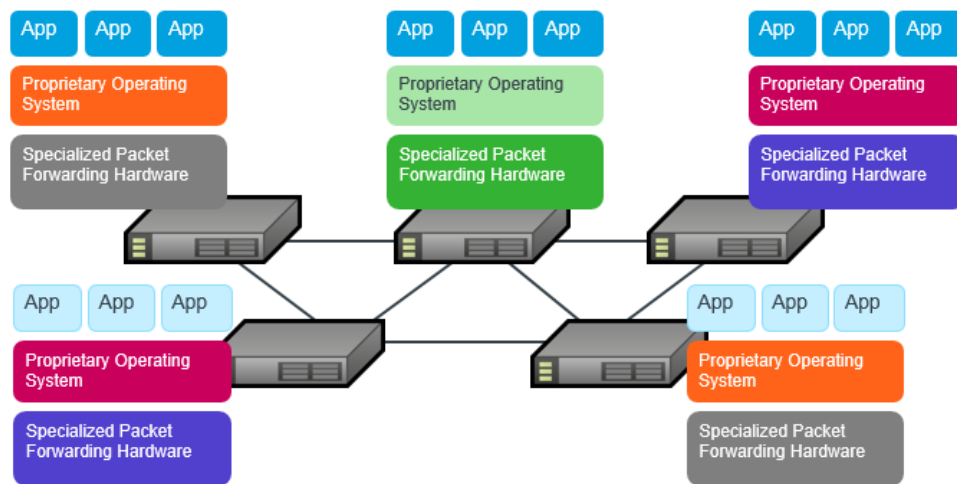 App App App
Proprietary Operating
System
Specialized Packet
Forwarding Hardware
App App App
Proprietary Operating
System
Specialized Packet
Forwarding Hardware
App App App
Proprietary Operating
System
Specialized Packet
Forwarding Hardware
App App App
Proprietary Operating
System
Specialized Packet
Forwarding Hardware
App App App
Proprietary Operating
System
Specialized Packet
Forwarding Hardware